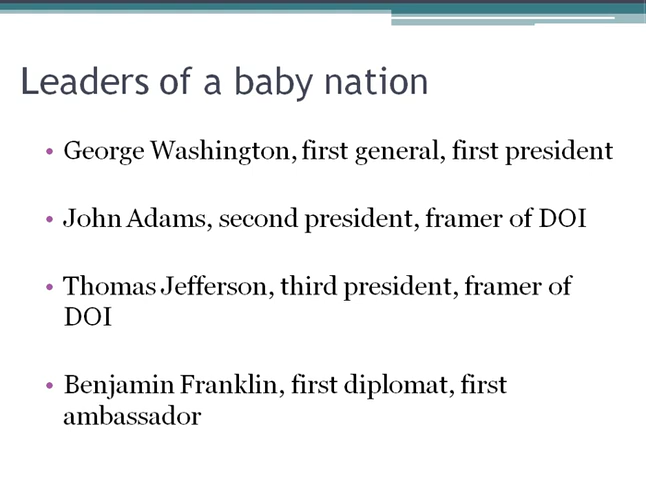 Leaders of a baby nation
• George Washington, first general, first president
• John Adams, second president, framer of DOI
• Thomas Jefferson, third president, framer of
DOI
• Benjamin Franklin, first diplomat, first
ambassador